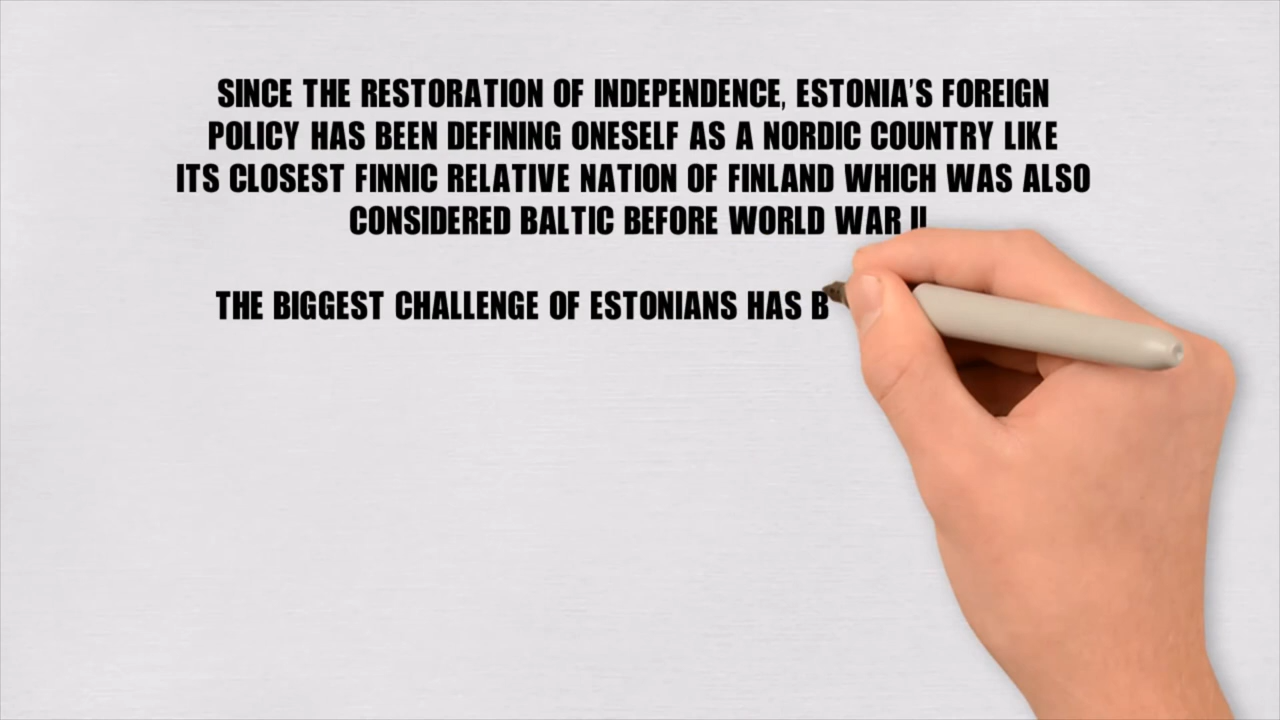 SINCE THE RESTORATION OF INDEPENDENCE, ESTONIA'S FOREIGN
POLICY HAS BEEN DEFINING ONESELF AS A NORDIC COUNTRY LIKE
ITS CLOSEST FINNIC RELATIVE NATION OF FINLAND WHICH WAS ALSO
CONSIDERED BALTIC BEFORE WORLD WAR II
THE BIGGEST CHALLENGE OF ESTONIANS HAS B